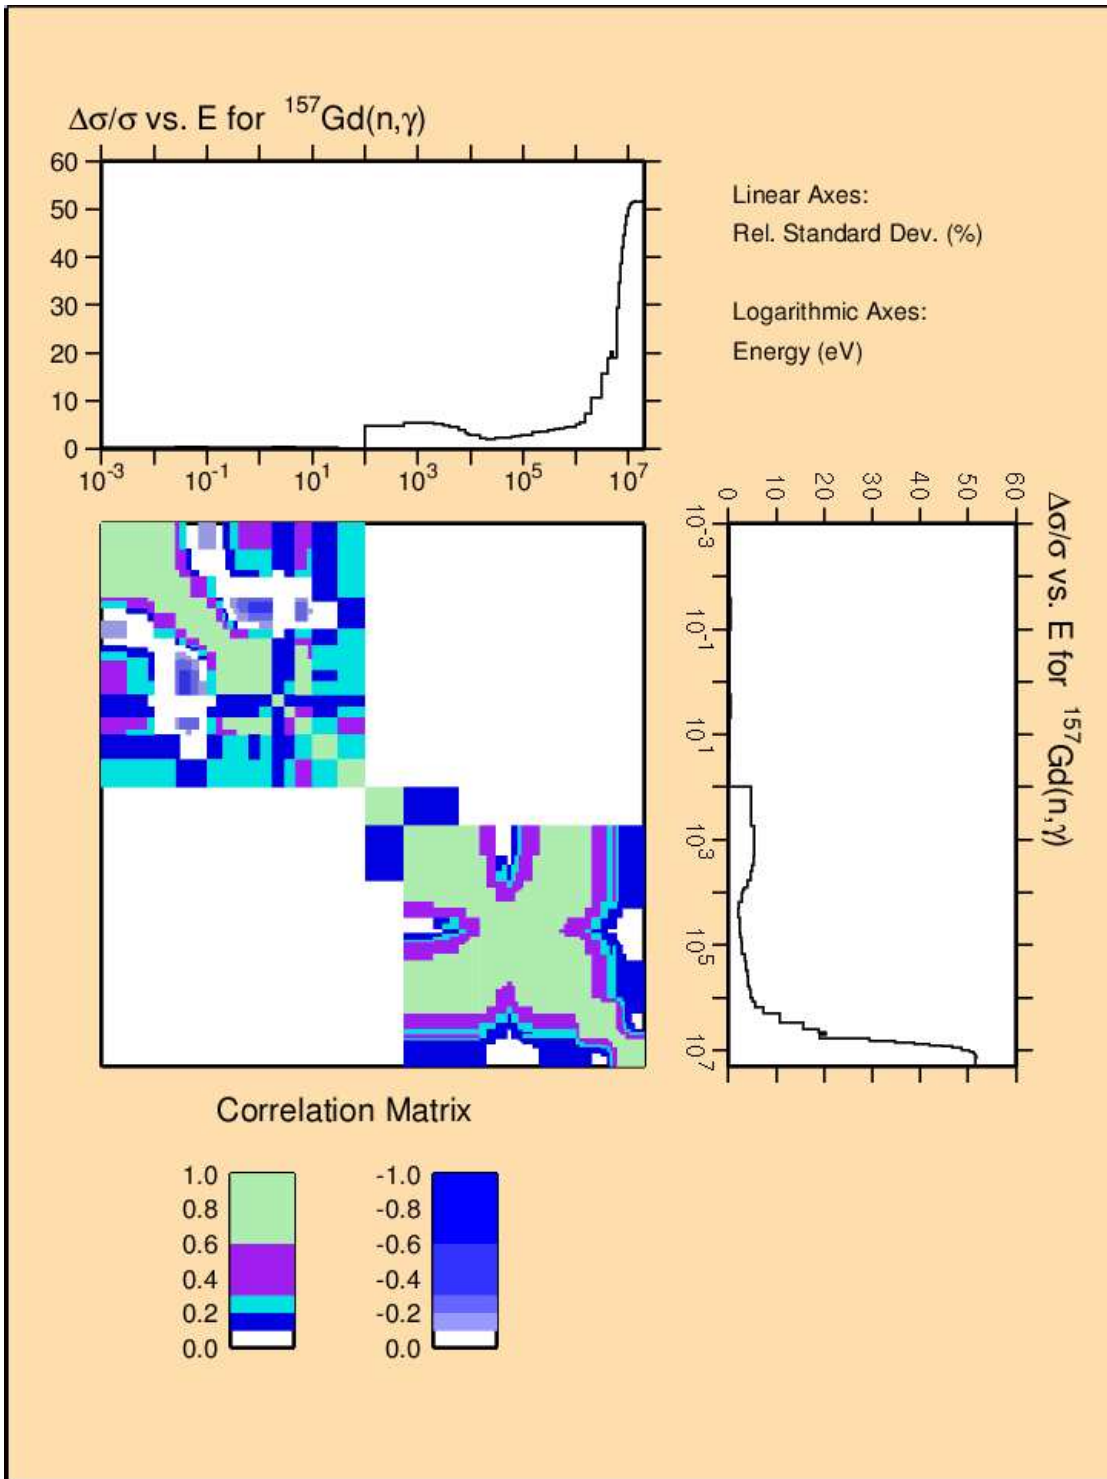 Δσ/σ vs. E for ¹⁵⁷Gd(n,γ)
60
50
40
30
20
10
0
10⁻³ 10⁻¹ 10¹ 10³ 10⁵ 10⁷
Linear Axes:
Rel. Standard Dev. (%)
Logarithmic Axes:
Energy (eV)
Δσ/σ vs. E for ¹⁵⁷Gd(n,γ)
0 10 20 30 40 50 60
10⁻³
10⁻¹
10¹
10³
10⁵
10⁷
Correlation Matrix
1.0
0.8
0.6
0.4
0.2
0.0
-1.0
-0.8
-0.6
-0.4
-0.2
0.0